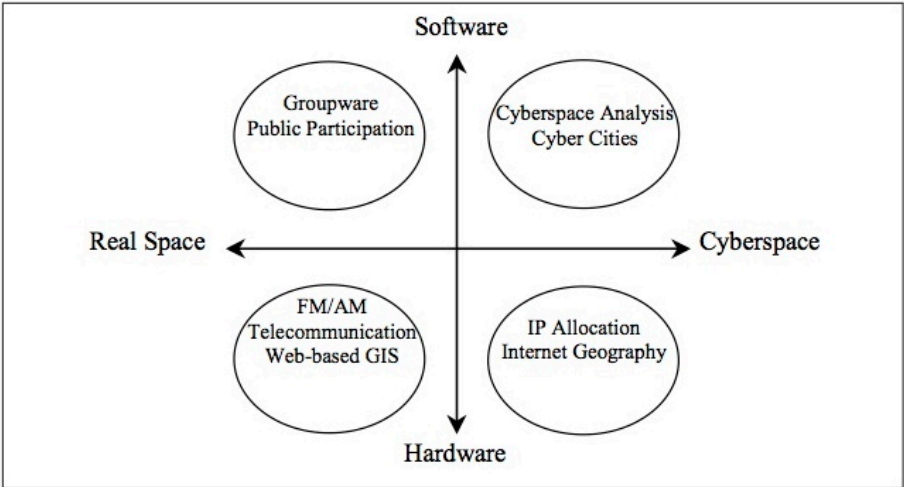 Software
Groupware
Public Participation
Cyberspace Analysis
Cyber Cities
Real Space
Cyberspace
FM/AM
Telecommunication
Web-based GIS
IP Allocation
Internet Geography
Hardware